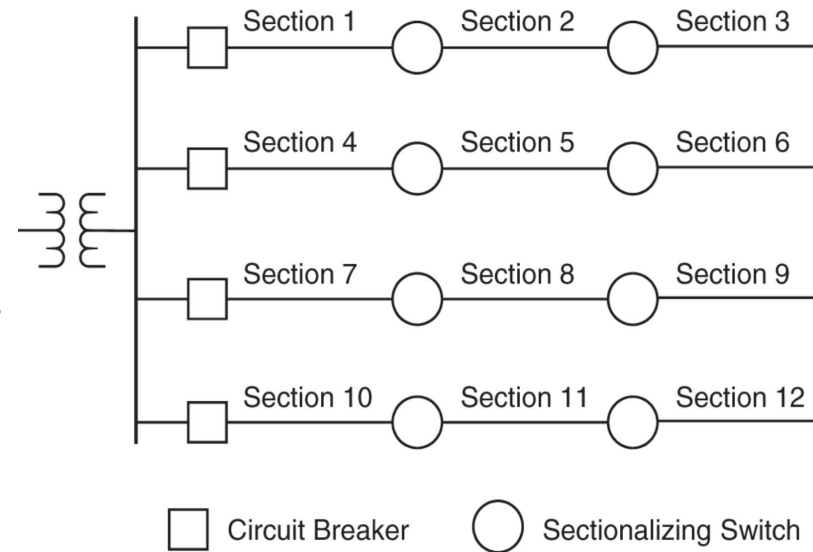 Section 1 Section 2 Section 3
Section 4 Section 5 Section 6
Section 7 Section 8 Section 9
Section 10 Section 11 Section 12
Circuit Breaker Sectionalizing Switch